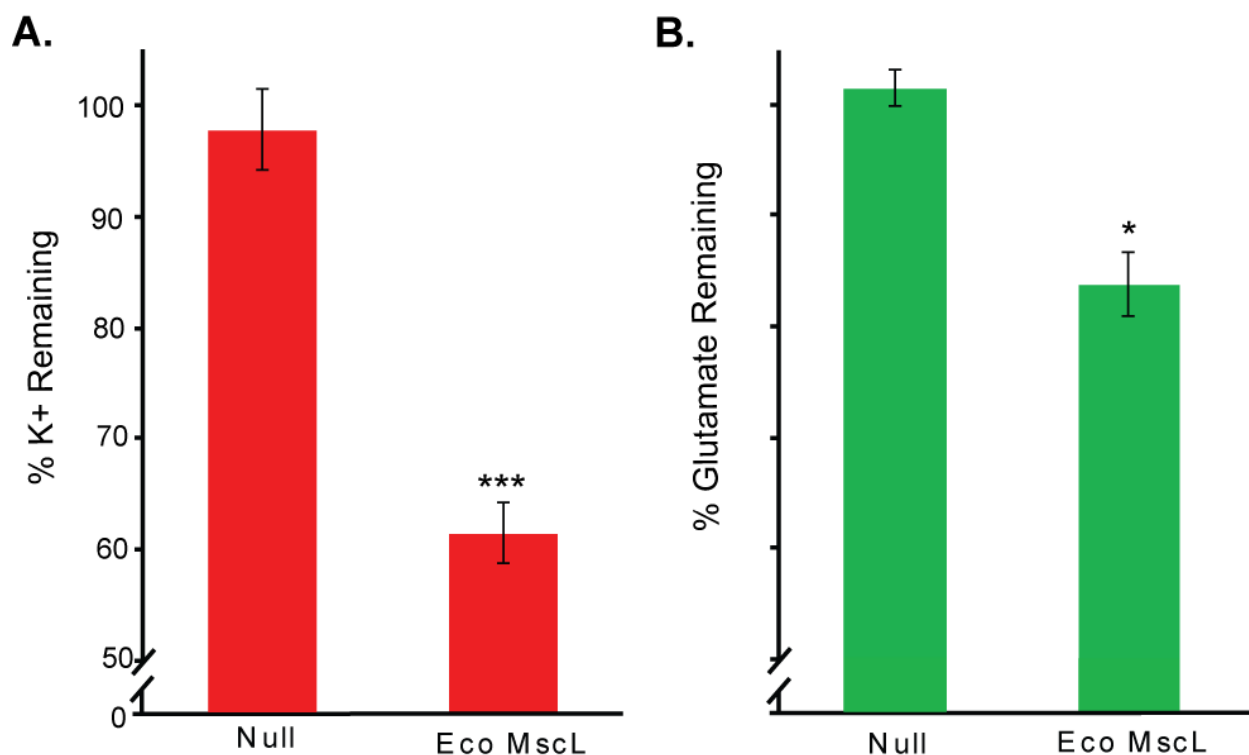 A.
% K+ Remaining
100
90
80
70
60
50
0
***
Null
Eco MscL
B.
% Glutamate Remaining
*
Null
Eco MscL